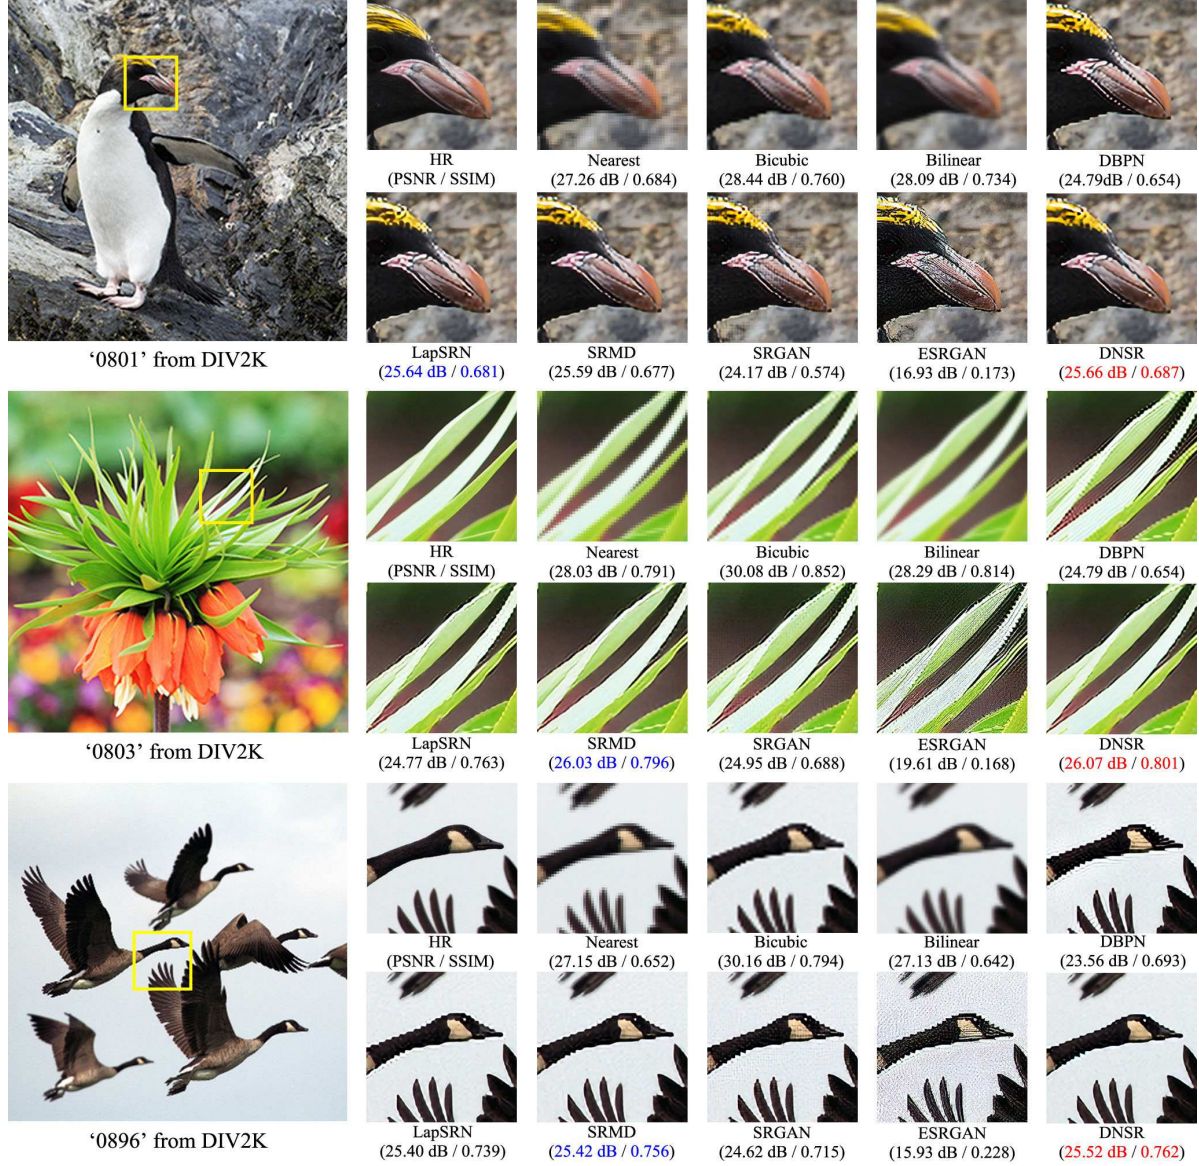 HR
(PSNR / SSIM)
Nearest
(27.26 dB / 0.684)
Bicubic
(28.44 dB / 0.760)
Bilinear
(28.09 dB / 0.734)
DBPN
(24.79dB / 0.654)
LapSRN
(25.64 dB / 0.681)
SRMD
(25.59 dB / 0.677)
SRGAN
(24.17 dB / 0.574)
ESRGAN
(16.93 dB / 0.173)
DNSR
(25.66 dB / 0.687)
‘0801’ from DIV2K
HR
(PSNR / SSIM)
Nearest
(28.03 dB / 0.791)
Bicubic
(30.08 dB / 0.852)
Bilinear
(28.29 dB / 0.814)
DBPN
(24.79 dB / 0.654)
LapSRN
(24.77 dB / 0.763)
SRMD
(26.03 dB / 0.796)
SRGAN
(24.95 dB / 0.688)
ESRGAN
(19.61 dB / 0.168)
DNSR
(26.07 dB / 0.801)
‘0803’ from DIV2K
HR
(PSNR / SSIM)
Nearest
(27.15 dB / 0.652)
Bicubic
(30.16 dB / 0.794)
Bilinear
(27.13 dB / 0.642)
DBPN
(23.56 dB / 0.693)
LapSRN
(25.40 dB / 0.739)
SRMD
(25.42 dB / 0.756)
SRGAN
(24.62 dB / 0.715)
ESRGAN
(15.93 dB / 0.228)
DNSR
(25.52 dB / 0.762)
‘0896’ from DIV2K